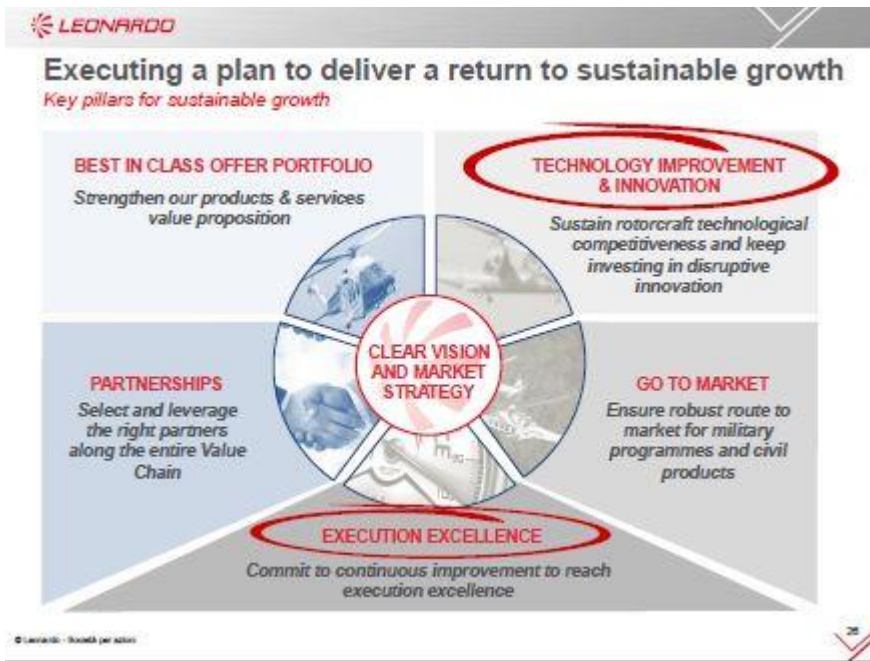 LEONARDO
Executing a plan to deliver a return to sustainable growth
Key pillars for sustainable growth
BEST IN CLASS OFFER PORTFOLIO
Strengthen our products & services
value proposition
TECHNOLOGY IMPROVEMENT
& INNOVATION
Sustain rotorcraft technological
competitiveness and keep
investing in disruptive
innovation
CLEAR VISION
AND MARKET
STRATEGY
PARTNERSHIPS
Select and leverage
the right partners
along the entire Value
Chain
GO TO MARKET
Ensure robust route to
market for military
programmes and civil
products
EXECUTION EXCELLENCE
Commit to continuous improvement to reach
execution excellence
© Leonardo - Società per azioni